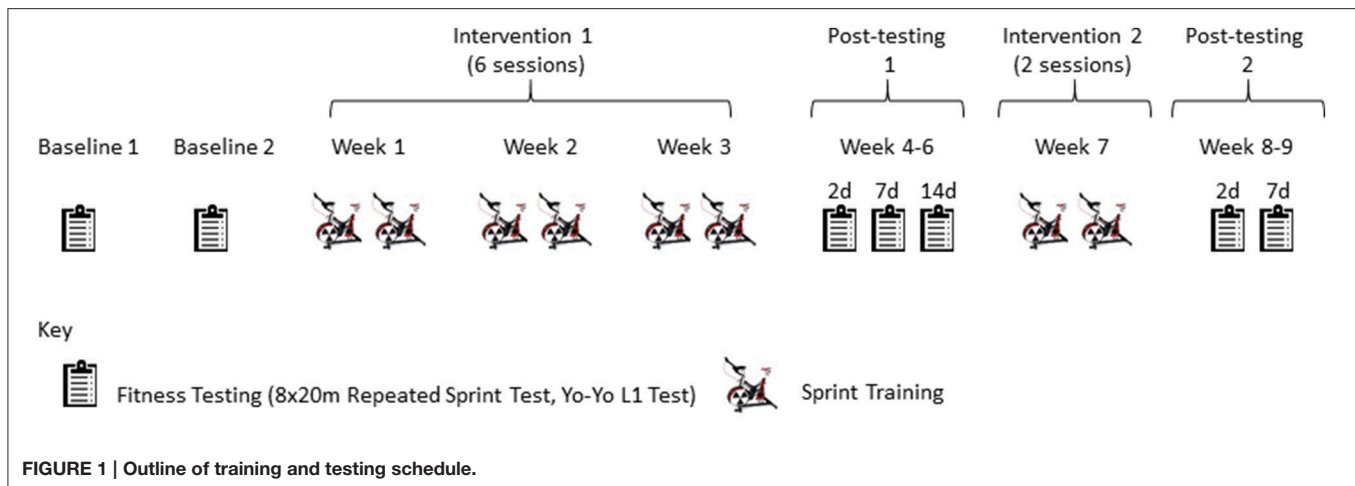 Intervention 1
(6 sessions)
Post-testing
1
Intervention 2
(2 sessions)
Post-testing
2
Baseline 1
Baseline 2
Week 1
Week 2
Week 3
Week 4-6
Week 7
Week 8-9
2d
7d
14d
2d
7d
Key
Fitness Testing (8x20m Repeated Sprint Test, Yo-Yo L1 Test)
Sprint Training
FIGURE 1 | Outline of training and testing schedule.